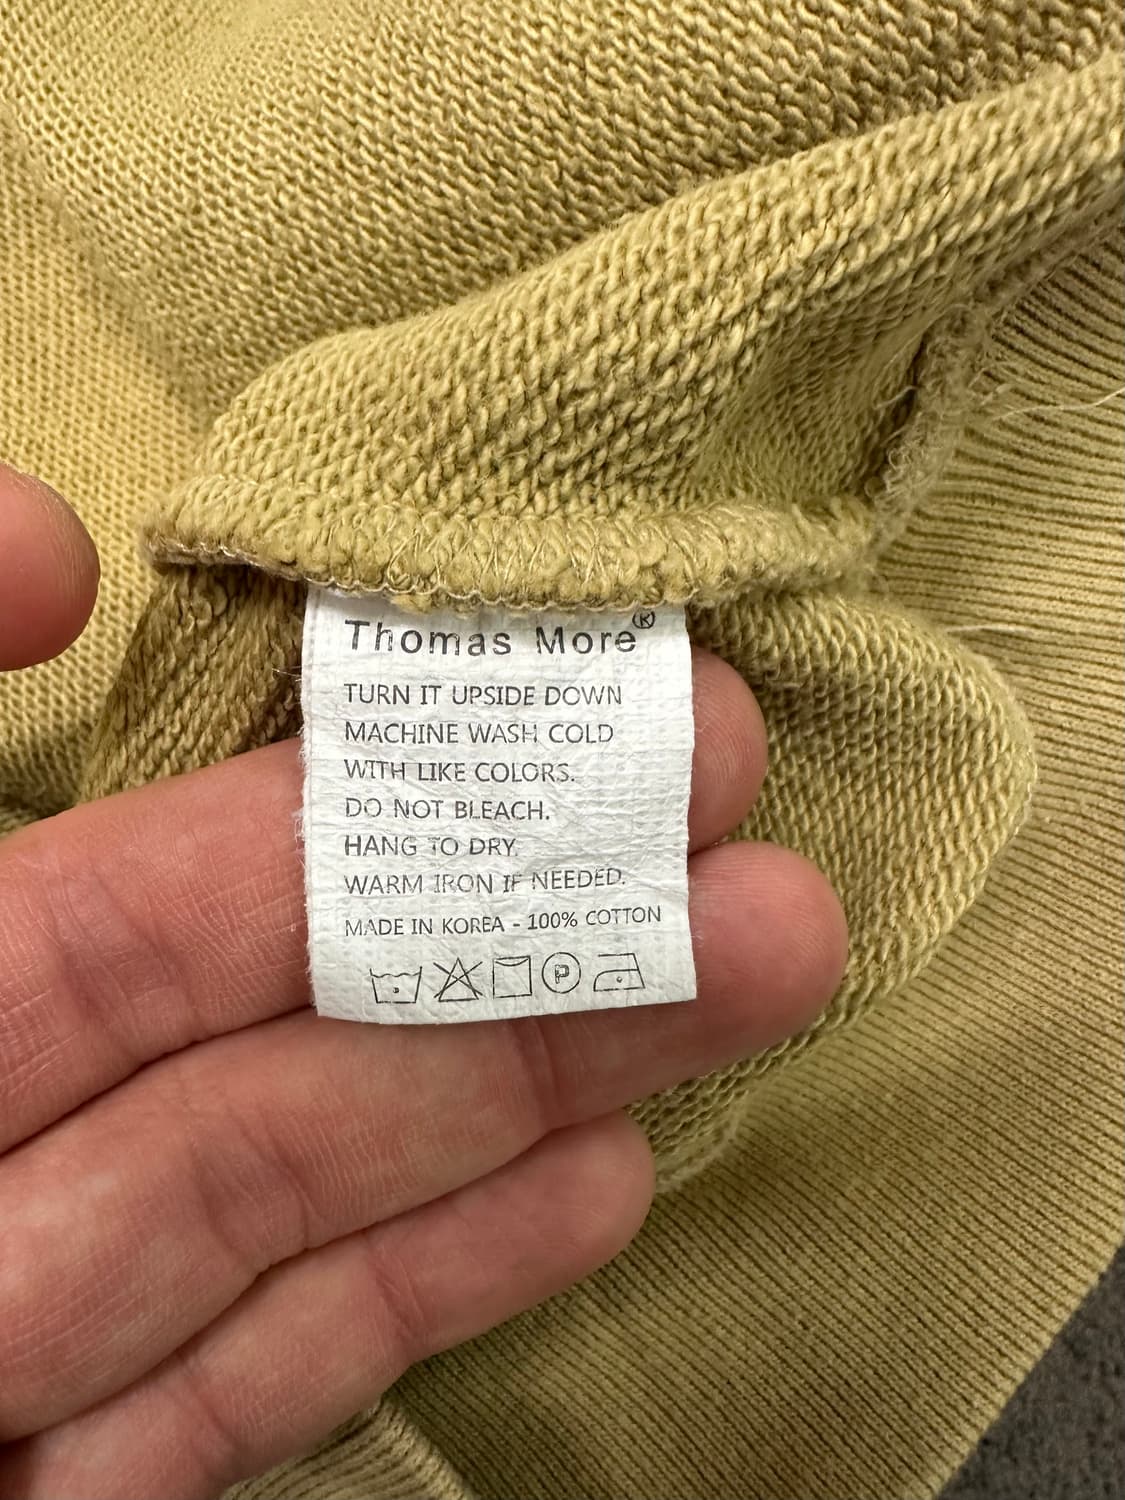 Thomas More®
TURN IT UPSIDE DOWN
MACHINE WASH COLD
WITH LIKE COLORS.
DO NOT BLEACH.
HANG TO DRY.
WARM IRON IF NEEDED.
MADE IN KOREA - 100% COTTON
P